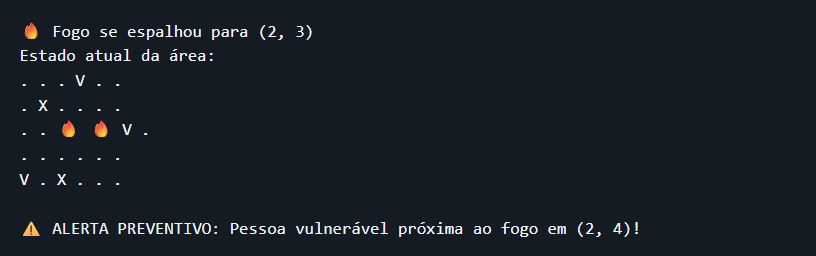 🔥 Fogo se espalhou para (2, 3)
Estado atual da área:
. . . V . .
. X . . . .
. . 🔥 🔥 V .
. . . . . .
V . X . . .
⚠️ ALERTA PREVENTIVO: Pessoa vulnerável próxima ao fogo em (2, 4)!